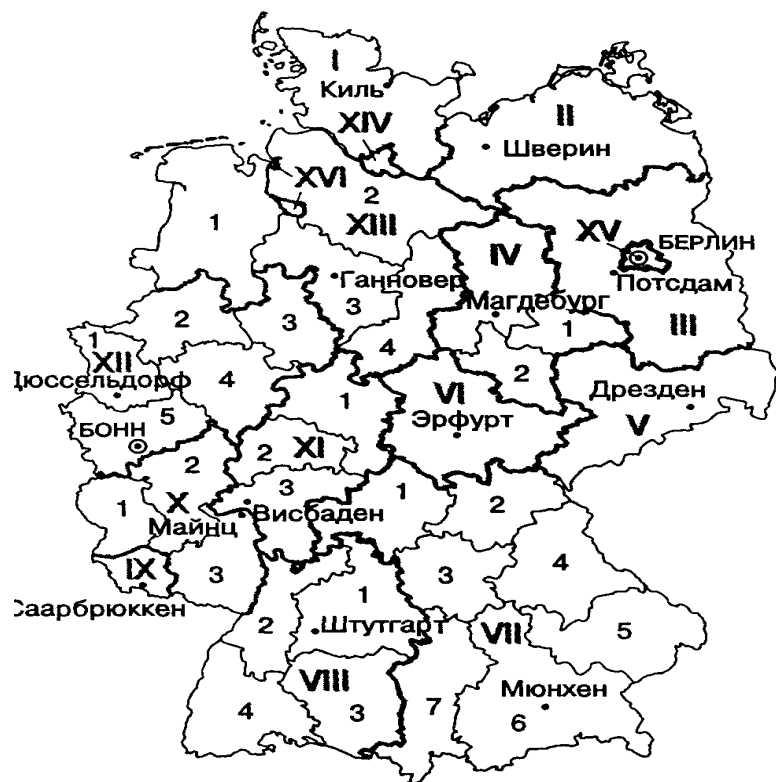 I
Киль
XIV
II
Шверин
XVI
2
XIII
1
XV
БЕРЛИН
IV
Ганновер
Потсдам
3
Магдебург
2
3
1
III
1
XII
4
2
Дюссельдорф
4
VI
Дрезден
1
5
Эрфурт
V
БОНН
2
XI
2
3
1
2
1
X
Висбаден
Майнц
4
IX
3
3
1
Саарбрюккен
2
Штутгарт
VII
5
VIII
Мюнхен
4
3
7
6